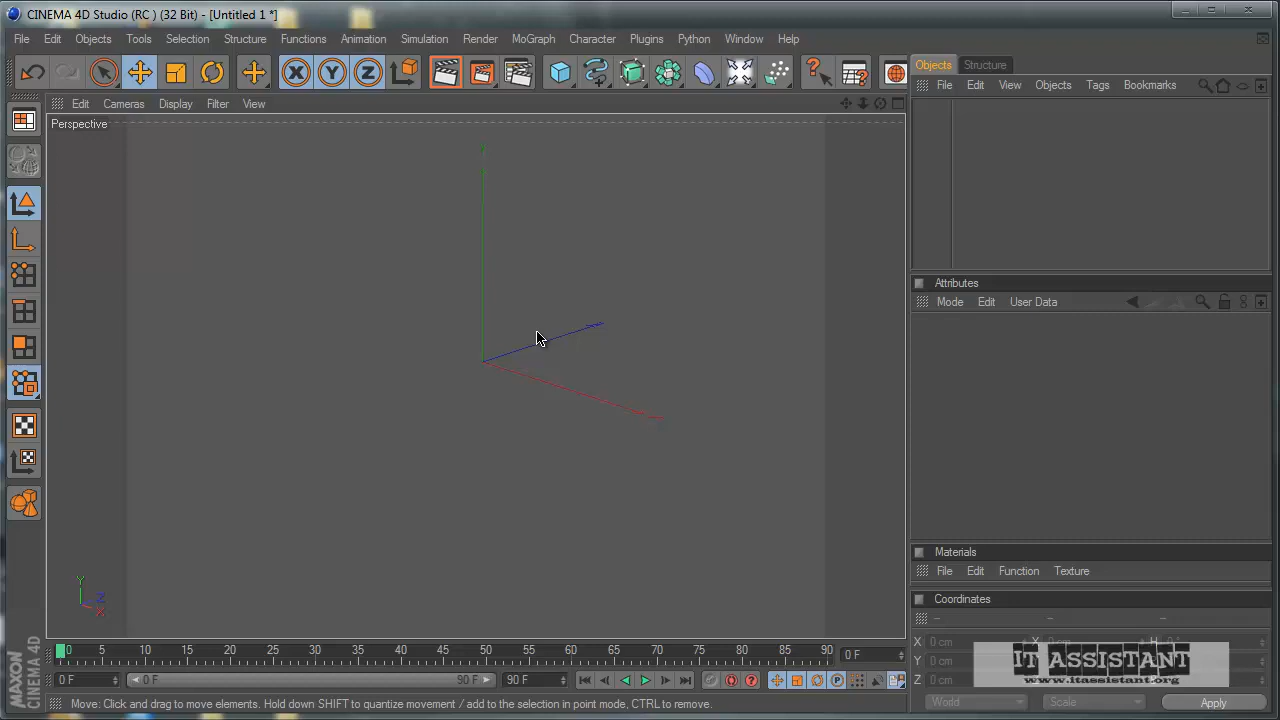 CINEMA 4D Studio (RC ) (32 Bit) - [Untitled 1 *]
File Edit Objects Tools Selection Structure Functions Animation Simulation Render MoGraph Character Plugins Python Window Help
X Y Z
Objects Structure
File Edit View Objects Tags Bookmarks
Edit Cameras Display Filter View
Perspective
Attributes
Mode Edit User Data
Materials
File Edit Function Texture
Coordinates
Y
Z
X
0 5 10 15 20 25 30 35 40 45 50 55 60 65 70 75 80 85 90
0 F
0 F
0 F
90 F
90 F
X 0 cm
Y 0 cm
Z 0 cm
World
Scale
Apply
IT ASSISTANT
www.itassistant.org
MAXON
CINEMA 4D
Move: Click and drag to move elements. Hold down SHIFT to quantize movement / add to the selection in point mode, CTRL to remove.